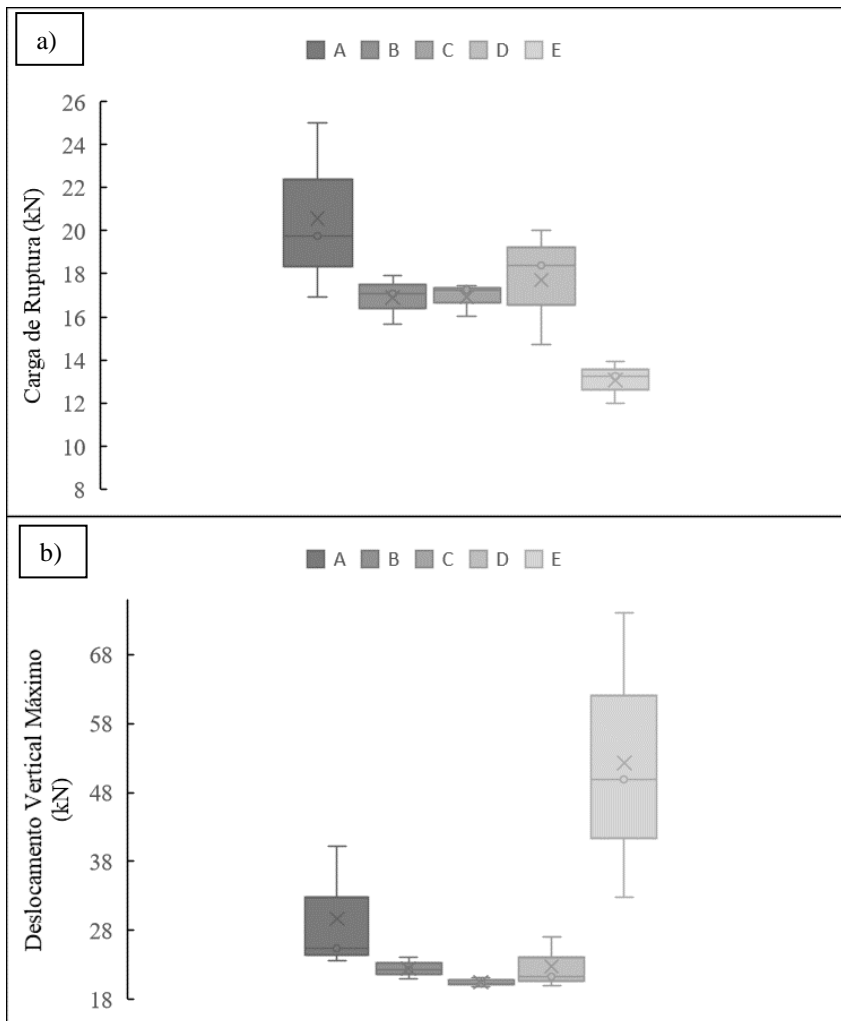 a)
A B C D E
26
24
22
20
18
16
14
12
10
8
Carga de Ruptura (kN)
b)
A B C D E
68
58
48
38
28
18
Deslocamento Vertical Máximo
(kN)